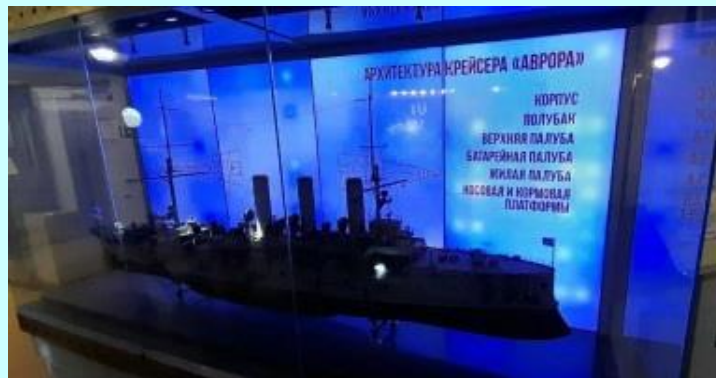 АРХИТЕКТУРА КРЕЙСЕРА «АВРОРА»
КОРПУС
ПОЛУБАК
ВЕРХНЯЯ ПАЛУБА
БАТАРЕЙНАЯ ПАЛУБА
ЖИЛАЯ ПАЛУБА
НОСОВАЯ И КОРМОВАЯ
ПЛАТФОРМЫ